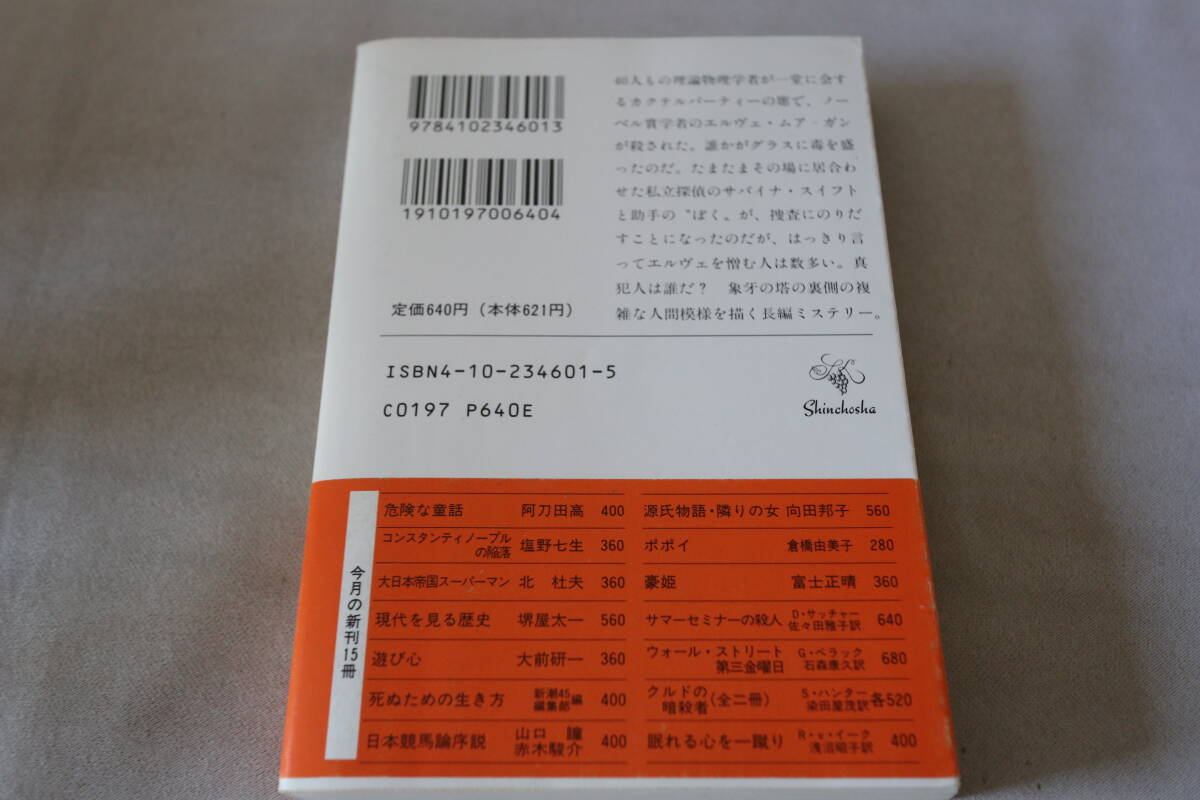 9784102346013
1910197006404
定価640円（本体621円）
60人もの理論物理学者が一堂に会す
るカクテルパーティーの席で、ノー
ベル賞学者のエルヴェ・ムア‐ガン
が殺された。誰かがグラスに毒を盛
ったのだ。たまたまその場に居合わ
せた私立探偵のサバイナ・スイフト
と助手の〝ぼく〟が、捜査にのりだ
すことになったのだが、はっきり言
ってエルヴェを憎む人は数多い。真
犯人は誰だ？　象牙の塔の裏側の複
雑な人間模様を描く長編ミステリー。
ISBN4-10-234601-5
C0197 P640E
Shinchosha
今月の新刊15冊
危険な童話 阿刀田高 400
コンスタンティノープル
の陥落 塩野七生 360
大日本帝国スーパーマン 北 杜夫 360
現代を見る歴史 堺屋太一 560
遊び心 大前研一 360
死ぬための生き方 新潮45編集部編 400
日本競馬論序説 山口 瞳 赤木駿介 400
源氏物語・隣りの女 向田邦子 560
ポポイ 倉橋由美子 280
豪姫 富士正晴 360
サマーセミナーの殺人 D・サッチャー 佐々田雅子訳 640
ウォール・ストリート
第三金曜日 G・ペラック 石森康久訳 680
クルドの暗殺者（全二冊） S・ハンター 染田屋茂訳 各520
眠れる心を一蹴り R・v・イーク 浅沼昭子訳 400